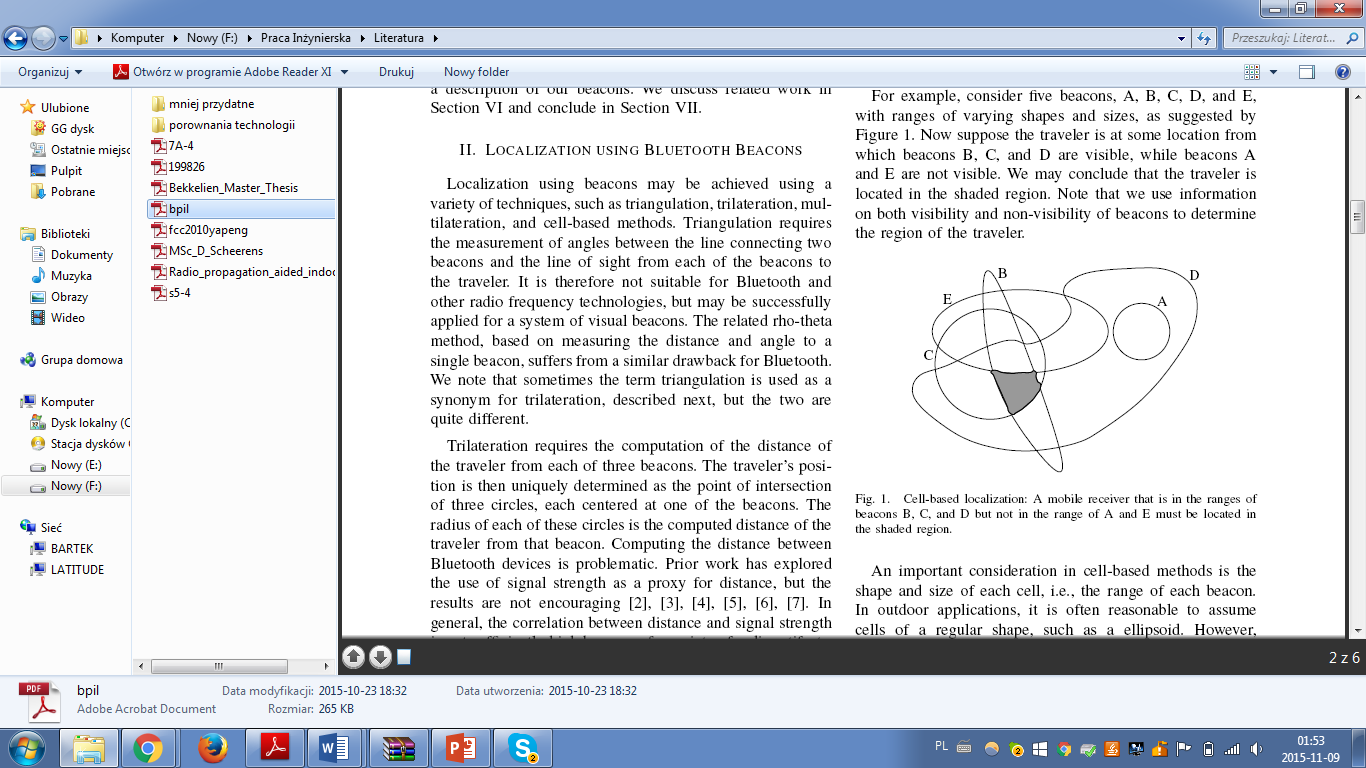 Komputer
Nowy (F:)
Praca Inżynierska
Literatura
Przeszukaj: Literat...
Organizuj
Otwórz w programie Adobe Reader XI
Drukuj
Nowy folder
Ulubione
GG dysk
Ostatnie miejsc
Pulpit
Pobrane
Biblioteki
Dokumenty
Muzyka
Obrazy
Wideo
Grupa domowa
Komputer
Dysk lokalny (C
Stacja dysków
Nowy (E:)
Nowy (F:)
Sieć
BARTEK
LATITUDE
mniej przydatne
porownania technologii
7A-4
199826
Bekkelien_Master_Thesis
bpil
fcc2010yapeng
MSc_D_Scheerens
Radio_propagation_aided_indoo
s5-4
a description of our beacons. We discuss related work in
Section VI and conclude in Section VII.
II. LOCALIZATION USING BLUETOOTH BEACONS
Localization using beacons may be achieved using a
variety of techniques, such as triangulation, trilateration, mul-
tilateration, and cell-based methods. Triangulation requires
the measurement of angles between the line connecting two
beacons and the line of sight from each of the beacons to
the traveler. It is therefore not suitable for Bluetooth and
other radio frequency technologies, but may be successfully
applied for a system of visual beacons. The related rho-theta
method, based on measuring the distance and angle to a
single beacon, suffers from a similar drawback for Bluetooth.
We note that sometimes the term triangulation is used as a
synonym for trilateration, described next, but the two are
quite different.
Trilateration requires the computation of the distance of
the traveler from each of three beacons. The traveler's posi-
tion is then uniquely determined as the point of intersection
of three circles, each centered at one of the beacons. The
radius of each of these circles is the computed distance of the
traveler from that beacon. Computing the distance between
Bluetooth devices is problematic. Prior work has explored
the use of signal strength as a proxy for distance, but the
results are not encouraging [2], [3], [4], [5], [6], [7]. In
general, the correlation between distance and signal strength
For example, consider five beacons, A, B, C, D, and E,
with ranges of varying shapes and sizes, as suggested by
Figure 1. Now suppose the traveler is at some location from
which beacons B, C, and D are visible, while beacons A
and E are not visible. We may conclude that the traveler is
located in the shaded region. Note that we use information
on both visibility and non-visibility of beacons to determine
the region of the traveler.
B
D
E
A
C
Fig. 1. Cell-based localization: A mobile receiver that is in the ranges of
beacons B, C, and D but not in the range of A and E must be located in
the shaded region.
An important consideration in cell-based methods is the
shape and size of each cell, i.e., the range of each beacon.
In outdoor applications, it is often reasonable to assume
cells of a regular shape, such as a ellipsoid. However,
2 z 6
PDF
bpil
Data modyfikacji: 2015-10-23 18:32
Data utworzenia: 2015-10-23 18:32
Adobe Acrobat Document
Rozmiar: 265 KB
PL
01:53
2015-11-09